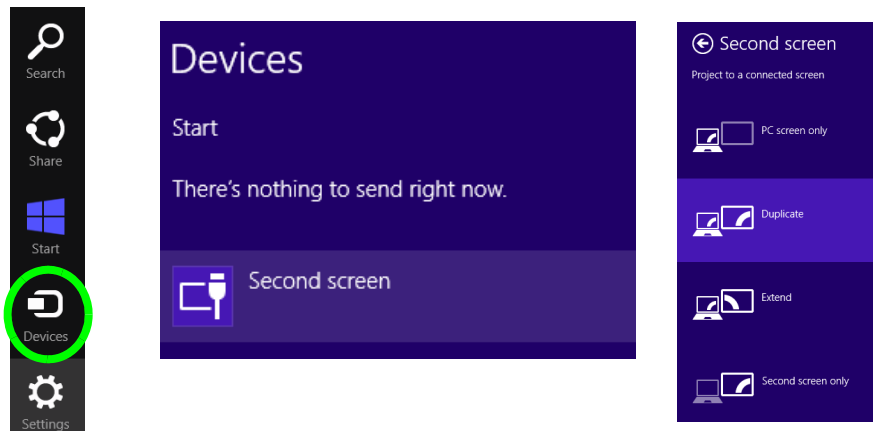 Search
Share
Start
Devices
Settings
Devices
Start
There's nothing to send right now.
Second screen
Second screen
Project to a connected screen
PC screen only
Duplicate
Extend
Second screen only